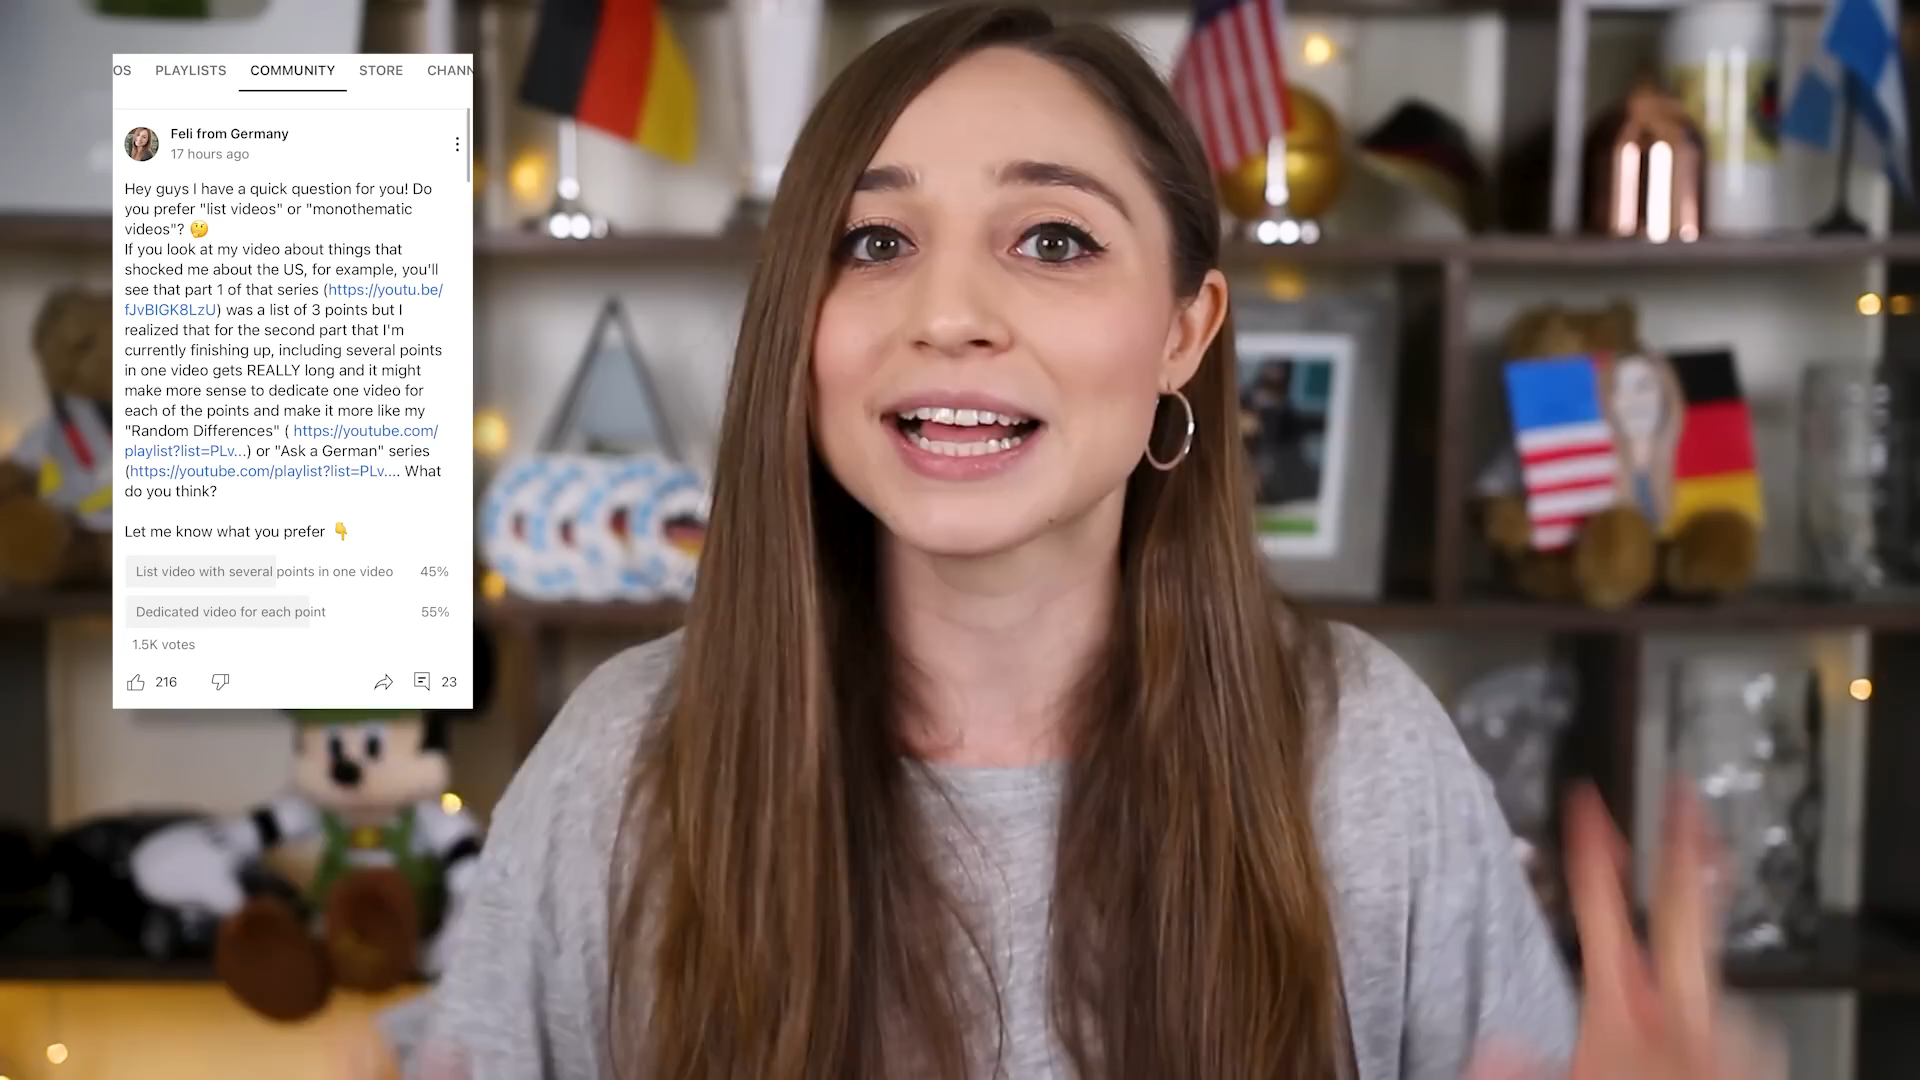 OS PLAYLISTS COMMUNITY STORE CHANN
Feli from Germany
17 hours ago
Hey guys I have a quick question for you! Do
you prefer "list videos" or "monothematic
videos"? 🤔
If you look at my video about things that
shocked me about the US, for example, you'll
see that part 1 of that series (https://youtu.be/
fJvBIGK8LzU) was a list of 3 points but I
realized that for the second part that I'm
currently finishing up, including several points
in one video gets REALLY long and it might
make more sense to dedicate one video for
each of the points and make it more like my
"Random Differences" ( https://youtube.com/
playlist?list=PLv...) or "Ask a German" series
(https://youtube.com/playlist?list=PLv.... What
do you think?
Let me know what you prefer 👇
List video with several points in one video 45%
Dedicated video for each point 55%
1.5K votes
216 23